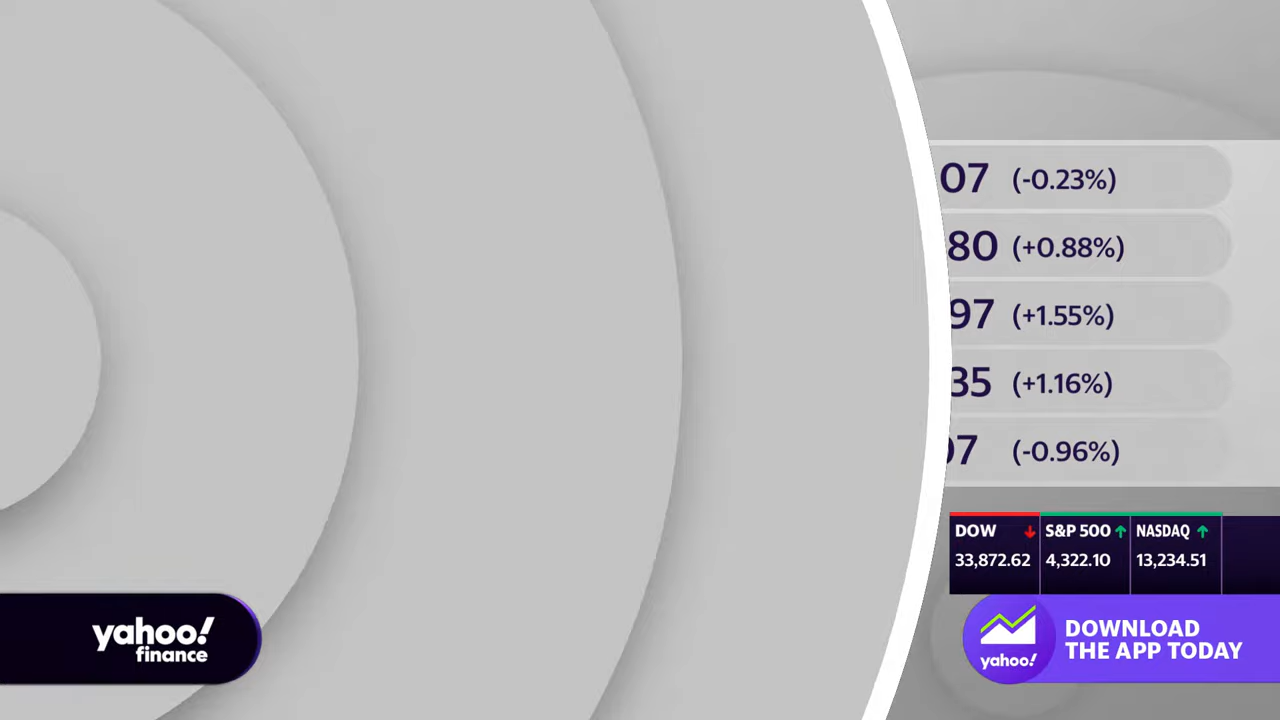 07 (-0.23%)
80 (+0.88%)
97 (+1.55%)
35 (+1.16%)
7 (-0.96%)
DOW S&P 500 NASDAQ
33,872.62 4,322.10 13,234.51
yahoo!
finance
yahoo!
DOWNLOAD
THE APP TODAY